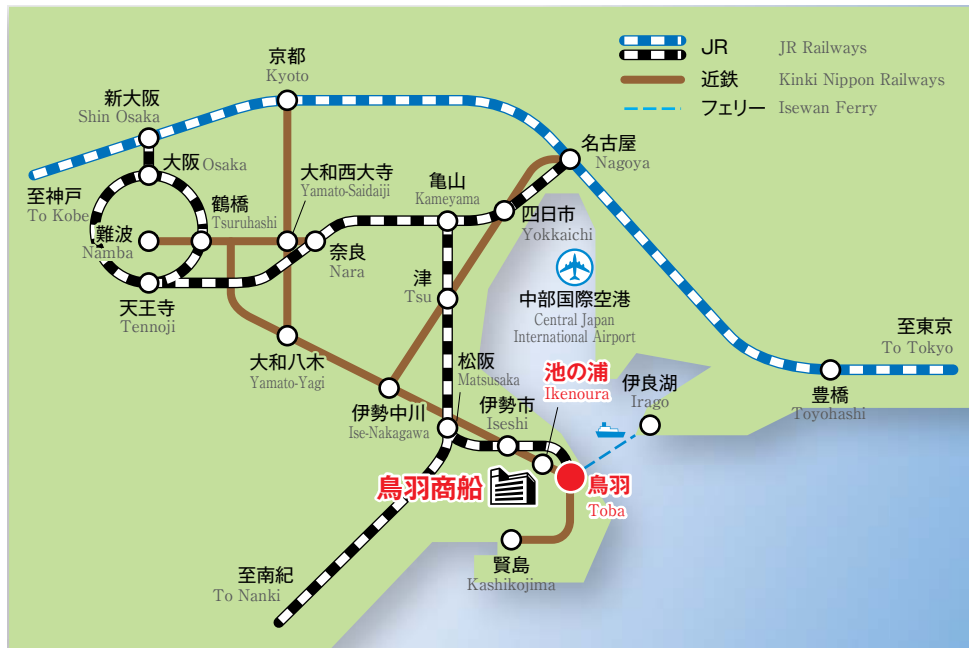 JR JR Railways
近鉄 Kinki Nippon Railways
フェリー Isewan Ferry
京都
Kyoto
新大阪
Shin Osaka
名古屋
Nagoya
大阪 Osaka
至神戸
To Kobe
鶴橋
Tsuruhashi
大和西大寺
Yamato-Saidaiji
亀山
Kameyama
四日市
Yokkaichi
難波
Namba
奈良
Nara
津
Tsu
中部国際空港
Central Japan
International Airport
天王寺
Tennoji
至東京
To Tokyo
大和八木
Yamato-Yagi
松阪
Matsusaka
池の浦
Ikenoura
伊良湖
Irago
豊橋
Toyohashi
伊勢中川
Ise-Nakagawa
伊勢市
Iseshi
鳥羽商船
鳥羽
Toba
賢島
Kashikojima
至南紀
To Nanki